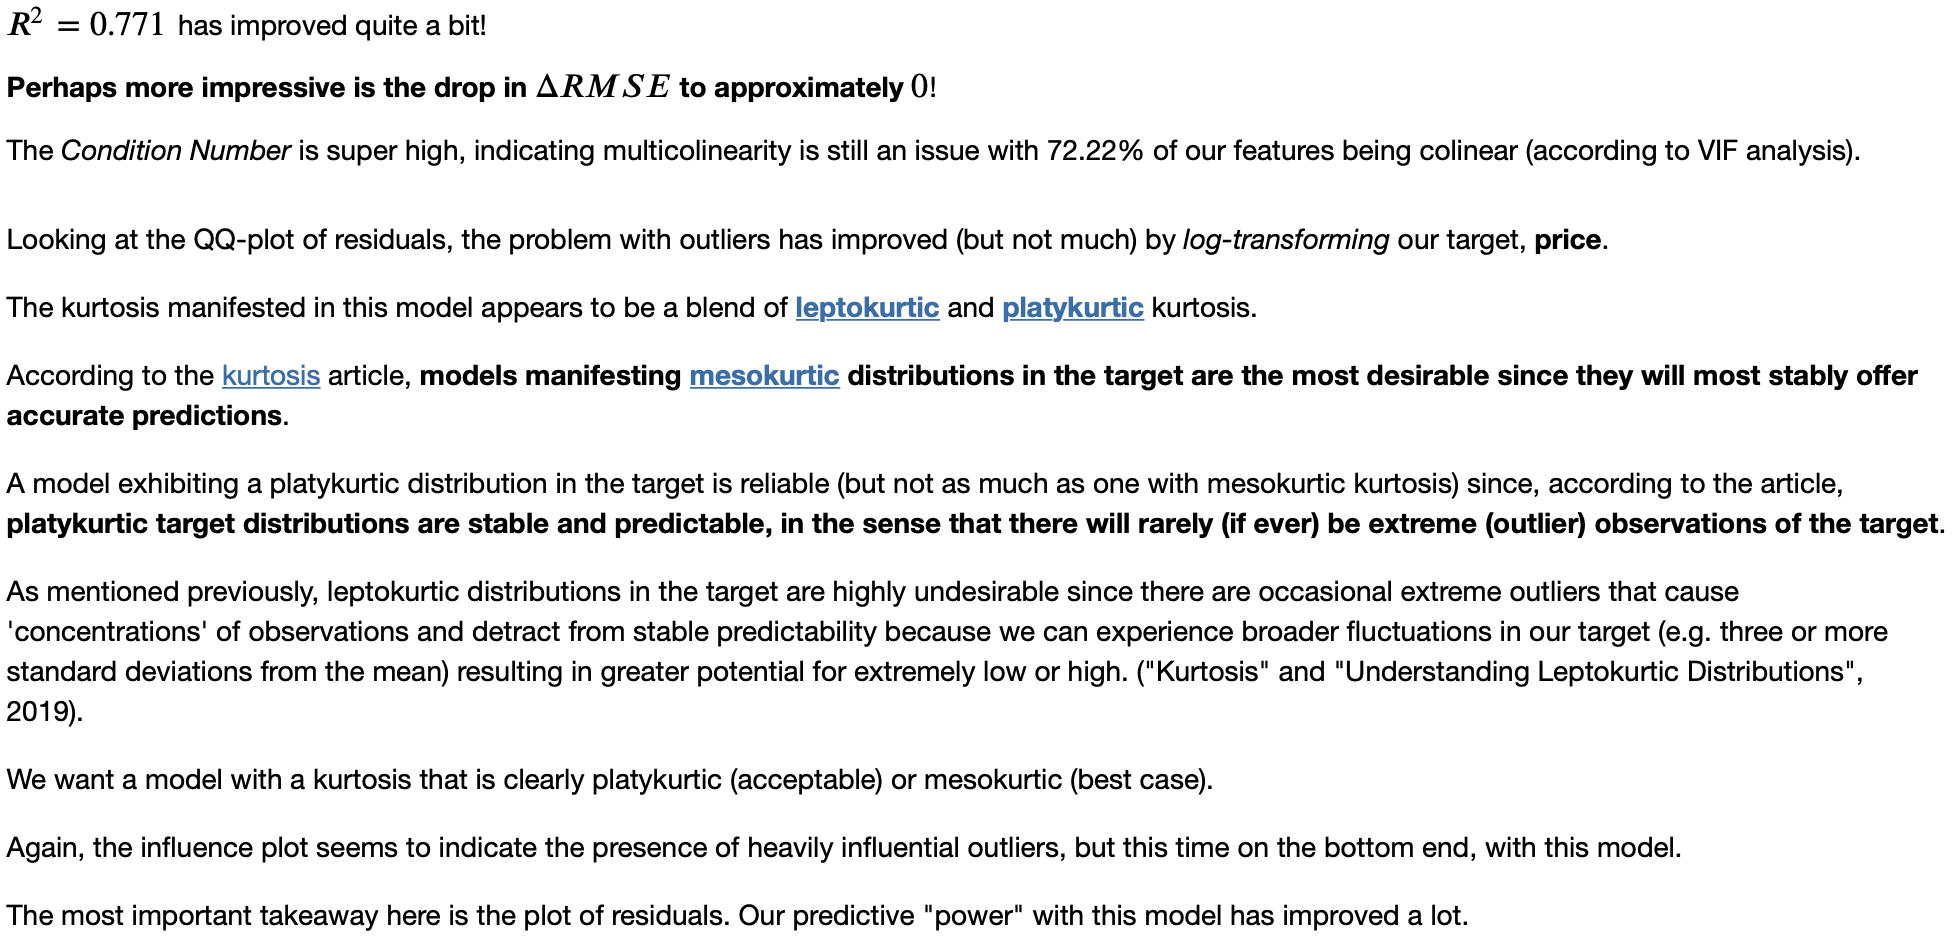 R² = 0.771 has improved quite a bit!
Perhaps more impressive is the drop in ΔRMSE to approximately 0!
The Condition Number is super high, indicating multicolinearity is still an issue with 72.22% of our features being colinear (according to VIF analysis).
Looking at the QQ-plot of residuals, the problem with outliers has improved (but not much) by log-transforming our target, price.
The kurtosis manifested in this model appears to be a blend of leptokurtic and platykurtic kurtosis.
According to the kurtosis article, models manifesting mesokurtic distributions in the target are the most desirable since they will most stably offer
accurate predictions.
A model exhibiting a platykurtic distribution in the target is reliable (but not as much as one with mesokurtic kurtosis) since, according to the article,
platykurtic target distributions are stable and predictable, in the sense that there will rarely (if ever) be extreme (outlier) observations of the target.
As mentioned previously, leptokurtic distributions in the target are highly undesirable since there are occasional extreme outliers that cause
'concentrations' of observations and detract from stable predictability because we can experience broader fluctuations in our target (e.g. three or more
standard deviations from the mean) resulting in greater potential for extremely low or high. ("Kurtosis" and "Understanding Leptokurtic Distributions",
2019).
We want a model with a kurtosis that is clearly platykurtic (acceptable) or mesokurtic (best case).
Again, the influence plot seems to indicate the presence of heavily influential outliers, but this time on the bottom end, with this model.
The most important takeaway here is the plot of residuals. Our predictive "power" with this model has improved a lot.